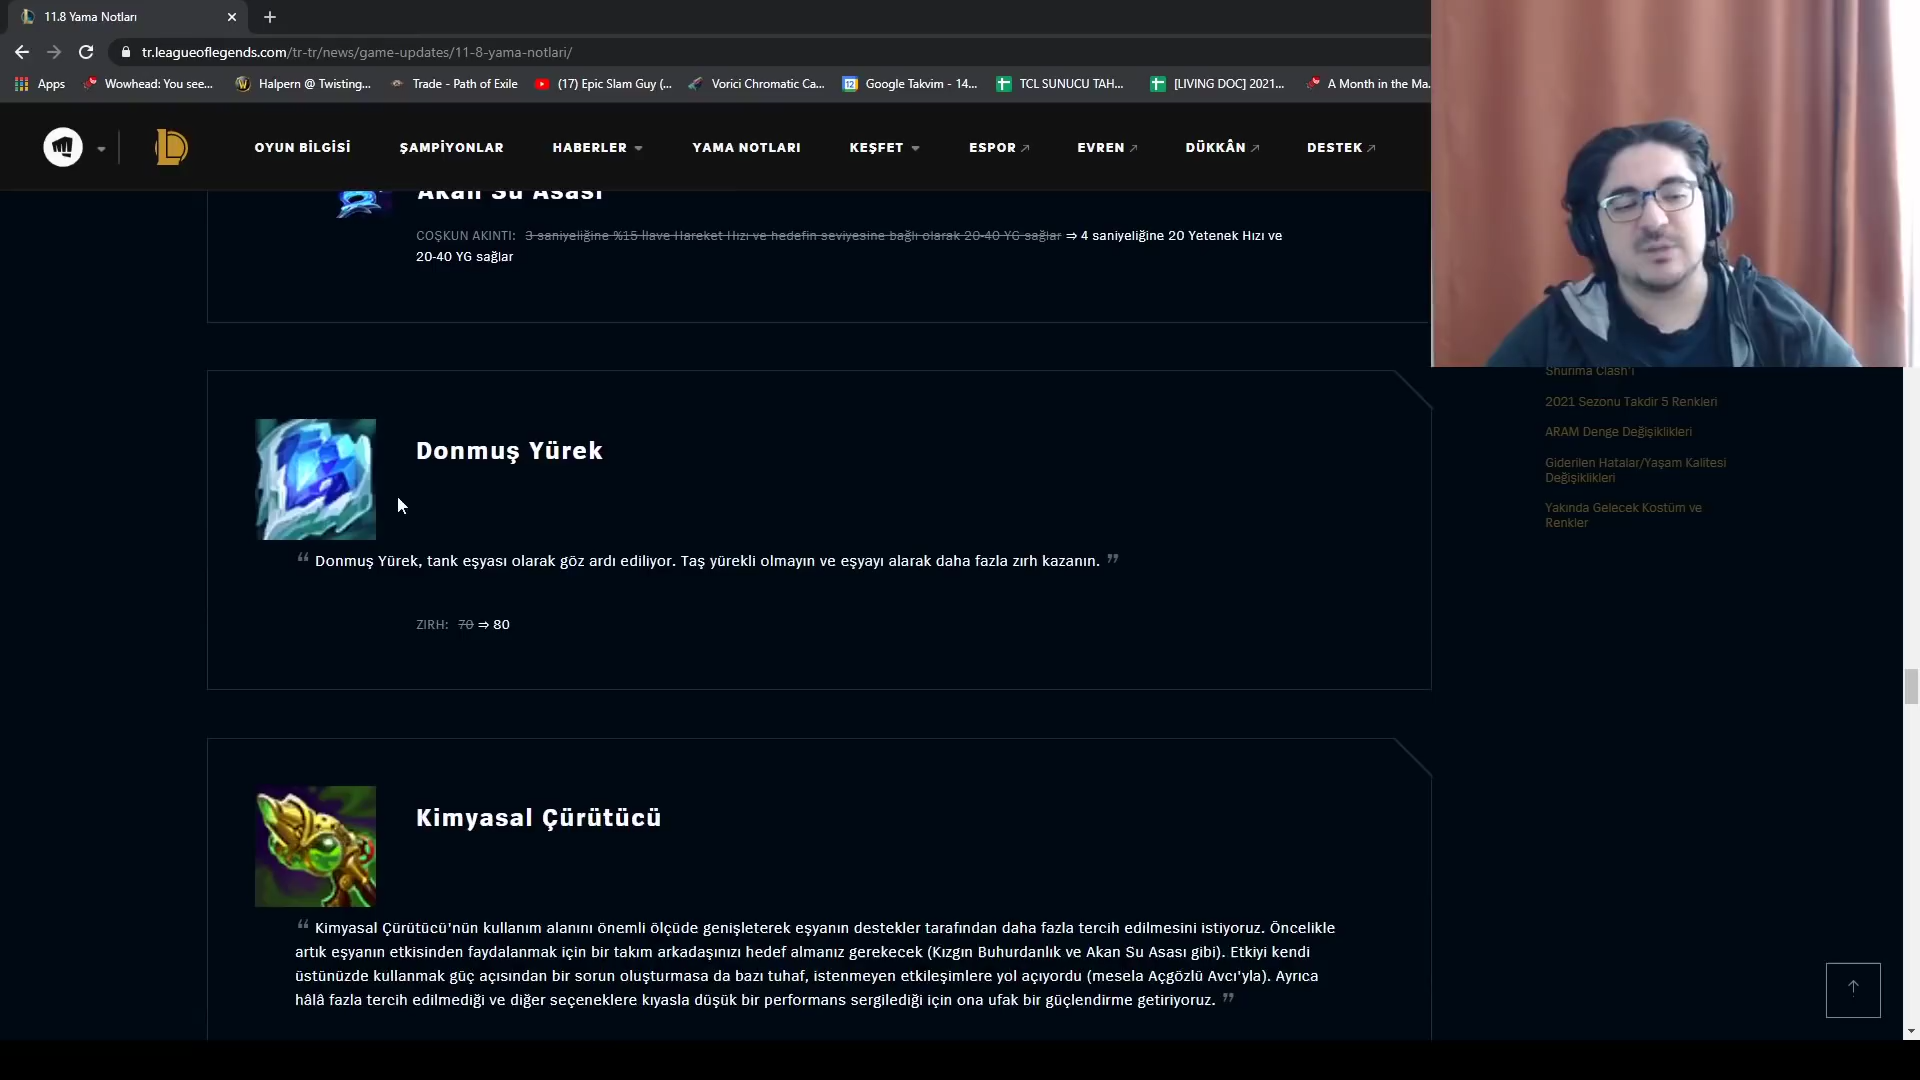 11.8 Yama Notları
tr.leagueoflegends.com/tr-tr/news/game-updates/11-8-yama-notlari/
Apps
Wowhead: You see...
Halpern @ Twisting...
Trade - Path of Exile
(17) Epic Slam Guy (...
Vorici Chromatic Ca...
Google Takvim - 14...
TCL SUNUCU TAH...
[LIVING DOC] 2021...
A Month in the Ma...
OYUN BİLGİSİ
ŞAMPİYONLAR
HABERLER
YAMA NOTLARI
KEŞFET
ESPOR
EVREN
DÜKKÂN
DESTEK
Akan Su Asası
COŞKUN AKINTI: 3 saniyeliğine %15 İlave Hareket Hızı ve hedefin seviyesine bağlı olarak 20-40 YG sağlar ⇒ 4 saniyeliğine 20 Yetenek Hızı ve
20-40 YG sağlar
Shurima Clash'i
2021 Sezonu Takdir 5 Renkleri
ARAM Denge Değişiklikleri
Giderilen Hatalar/Yaşam Kalitesi
Değişiklikleri
Yakında Gelecek Kostüm ve
Renkler
Donmuş Yürek
“ Donmuş Yürek, tank eşyası olarak göz ardı ediliyor. Taş yürekli olmayın ve eşyayı alarak daha fazla zırh kazanın. ”
ZIRH: 70 ⇒ 80
Kimyasal Çürütücü
“ Kimyasal Çürütücü'nün kullanım alanını önemli ölçüde genişleterek eşyanın destekler tarafından daha fazla tercih edilmesini istiyoruz. Öncelikle
artık eşyanın etkisinden faydalanmak için bir takım arkadaşınızı hedef almanız gerekecek (Kızgın Buhurdanlık ve Akan Su Asası gibi). Etkiyi kendi
üstünüzde kullanmak güç açısından bir sorun oluşturmasa da bazı tuhaf, istenmeyen etkileşimlere yol açıyordu (mesela Açgözlü Avcı'yla). Ayrıca
hâlâ fazla tercih edilmediği ve diğer seçeneklere kıyasla düşük bir performans sergilediği için ona ufak bir güçlendirme getiriyoruz. ”